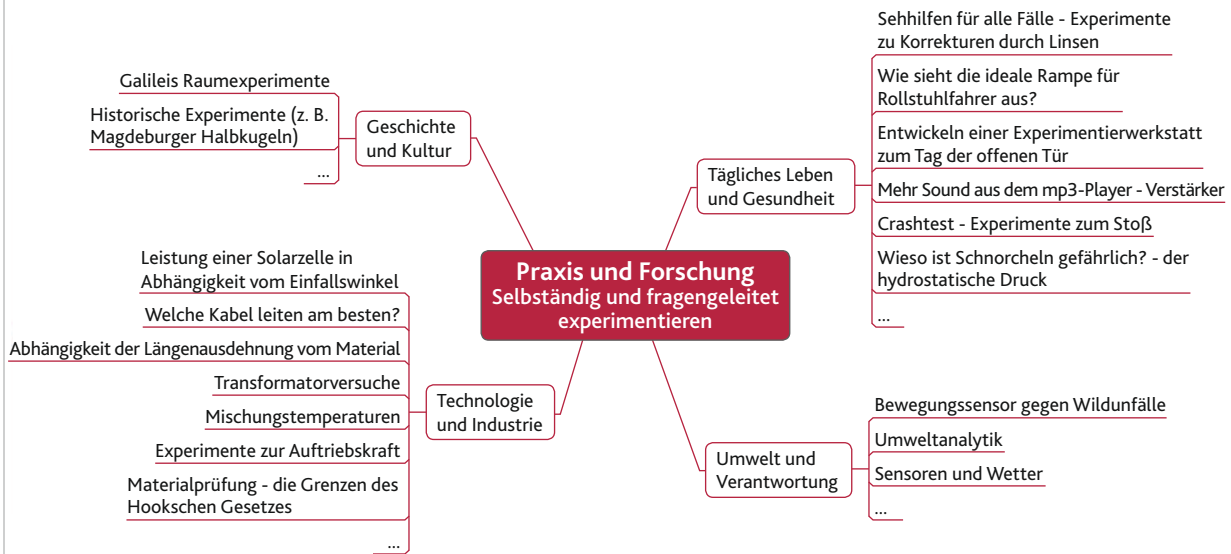 Praxis und Forschung
Selbständig und fragengeleitet
experimentieren
Geschichte
und Kultur
Galileis Raumexperimente
Historische Experimente (z. B.
Magdeburger Halbkugeln)
...
Tägliches Leben
und Gesundheit
Sehhilfen für alle Fälle - Experimente
zu Korrekturen durch Linsen
Wie sieht die ideale Rampe für
Rollstuhlfahrer aus?
Entwickeln einer Experimentierwerkstatt
zum Tag der offenen Tür
Mehr Sound aus dem mp3-Player - Verstärker
Crashtest - Experimente zum Stoß
Wieso ist Schnorcheln gefährlich? - der
hydrostatische Druck
...
Technologie
und Industrie
Leistung einer Solarzelle in
Abhängigkeit vom Einfallswinkel
Welche Kabel leiten am besten?
Abhängigkeit der Längenausdehnung vom Material
Transformatorversuche
Mischungstemperaturen
Experimente zur Auftriebskraft
Materialprüfung - die Grenzen des
Hookschen Gesetzes
...
Umwelt und
Verantwortung
Bewegungssensor gegen Wildunfälle
Umweltanalytik
Sensoren und Wetter
...